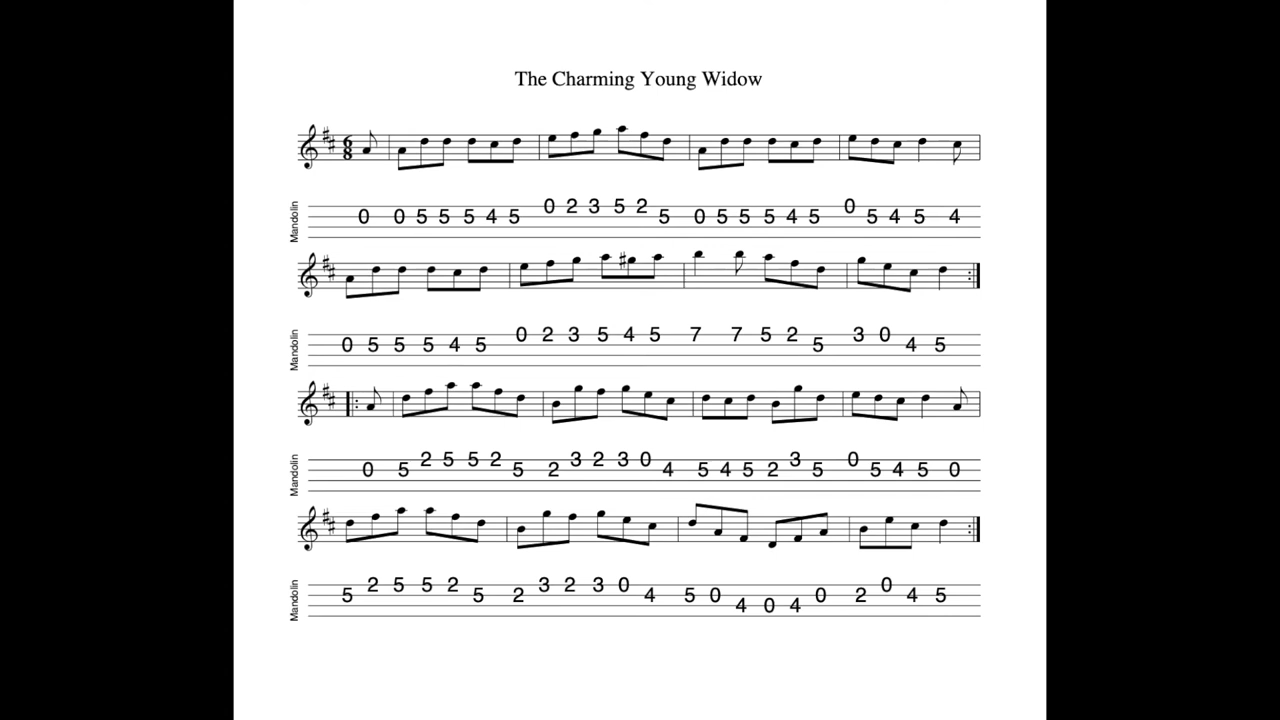 The Charming Young Widow
6
8
Mandolin
0 0 5 5 5 4 5 0 2 3 5 2 5 0 5 5 5 4 5 0 5 4 5 4
Mandolin
0 5 5 5 4 5 0 2 3 5 4 5 7 7 5 2 5 3 0 4 5
Mandolin
0 5 2 5 5 2 5 2 3 2 3 0 4 5 4 5 2 3 5 0 5 4 5 0
Mandolin
5 2 5 5 2 5 2 3 2 3 0 4 5 0 4 0 4 0 2 0 4 5